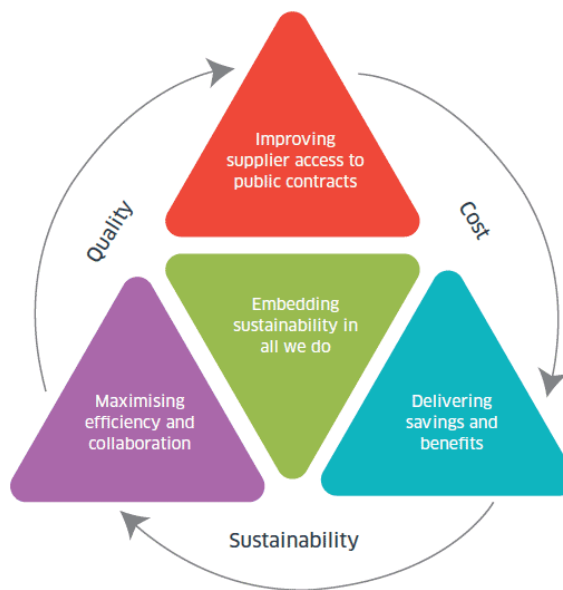 Improving
supplier access to
public contracts
Quality
Cost
Embedding
sustainability in
all we do
Maximising
efficiency and
collaboration
Delivering
savings and
benefits
Sustainability